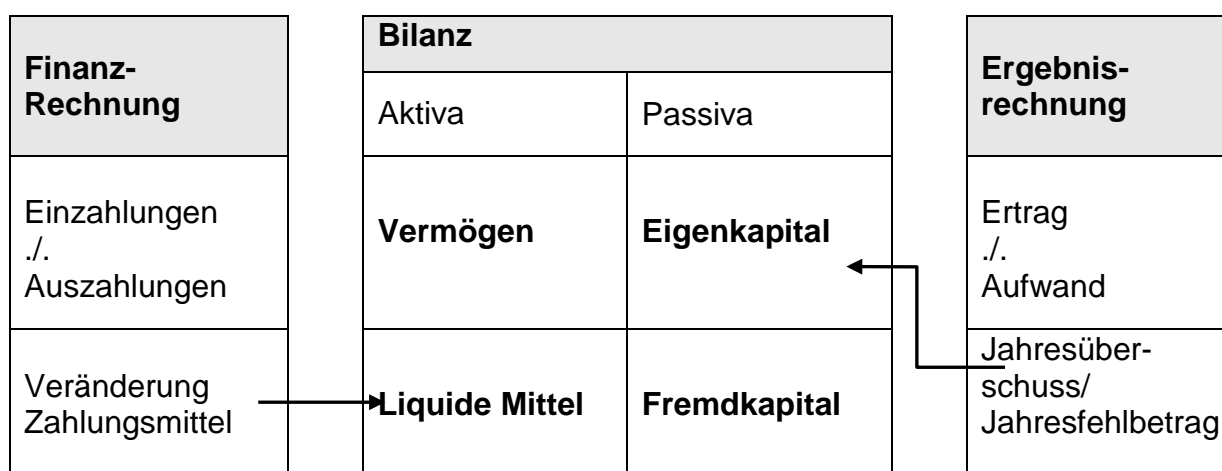 Finanz-
Rechnung
Einzahlungen
./.
Auszahlungen
Veränderung
Zahlungsmittel
Bilanz
Aktiva
Passiva
Vermögen
Eigenkapital
Liquide Mittel
Fremdkapital
Ergebnis-
rechnung
Ertrag
./.
Aufwand
Jahresüber-
schuss/
Jahresfehlbetrag